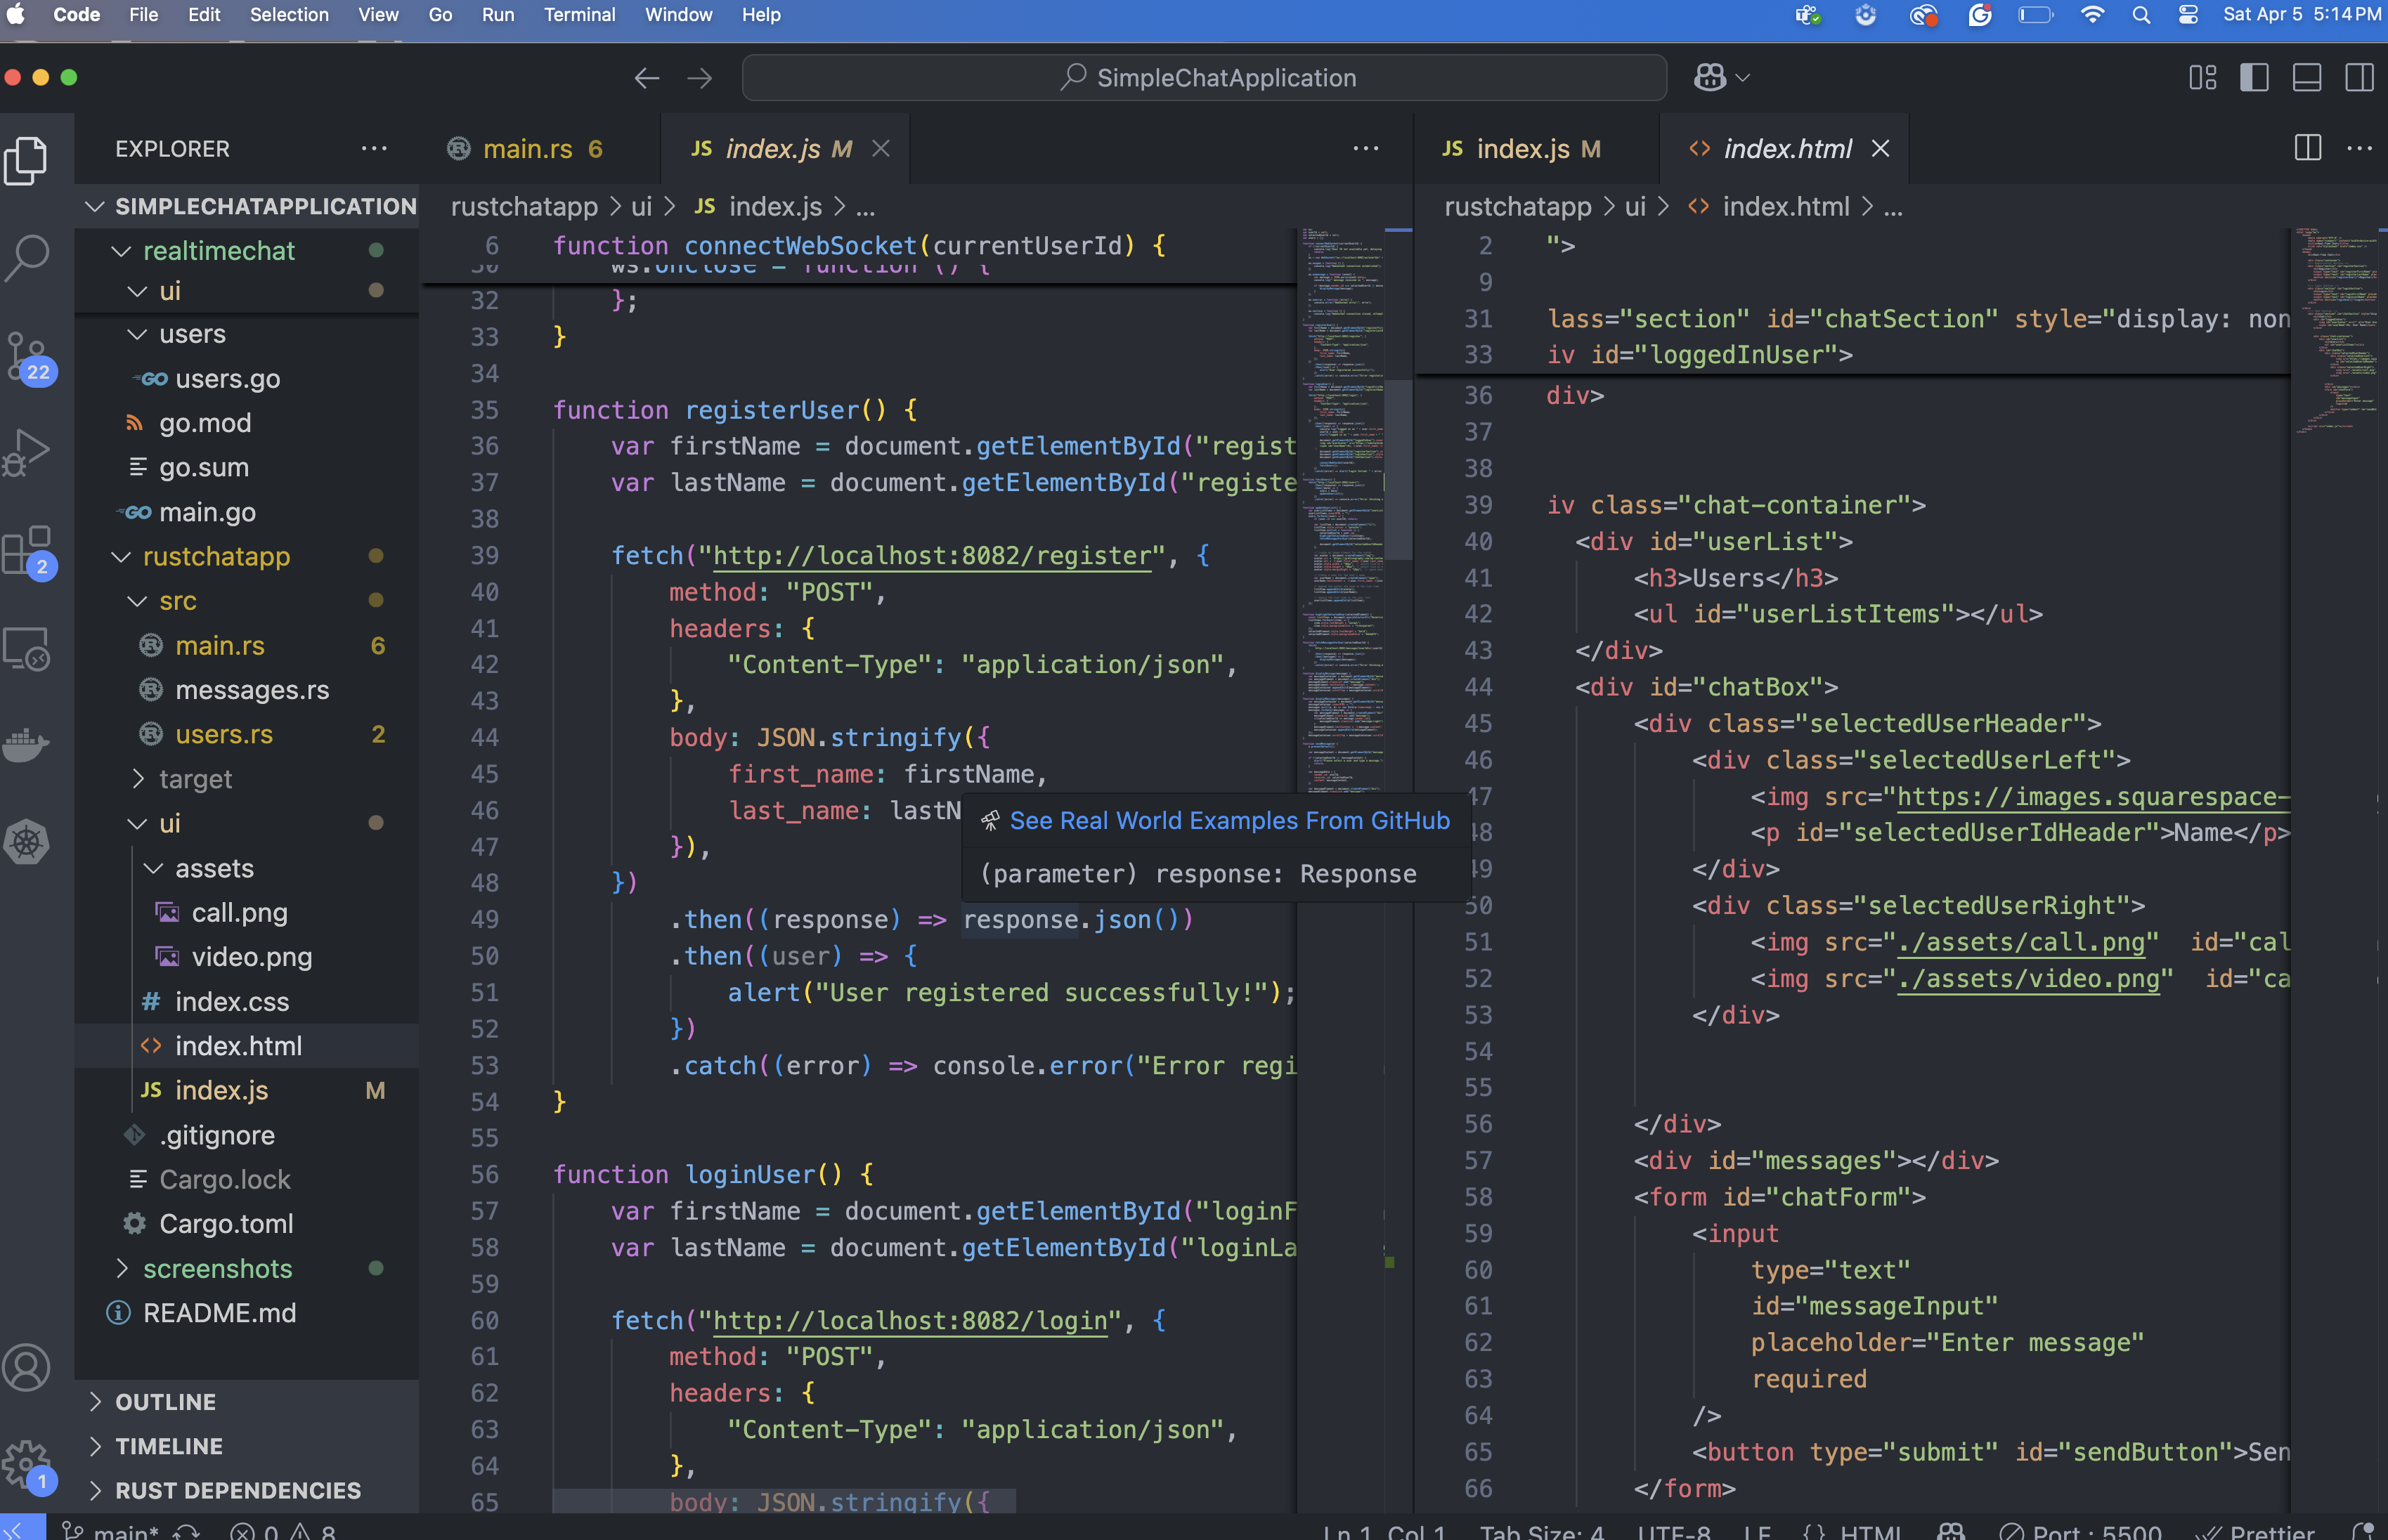 Code File Edit Selection View Go Run Terminal Window Help
Sat Apr 5 5:14 PM
SimpleChatApplication
EXPLORER
SIMPLECHATAPPLICATION
realtimechat
ui
users
users.go
go.mod
go.sum
main.go
rustchatapp
src
main.rs 6
messages.rs
users.rs 2
target
ui
assets
call.png
video.png
index.css
index.html
index.js M
.gitignore
Cargo.lock
Cargo.toml
screenshots
README.md
OUTLINE
TIMELINE
RUST DEPENDENCIES
22
2
1
main.rs 6
JS index.js M
rustchatapp > ui > JS index.js > ...
6 function connectWebSocket(currentUserId) {
30 ws.onclose = function () {
32 };
33 }
34
35 function registerUser() {
36 var firstName = document.getElementById("regist
37 var lastName = document.getElementById("registe
38
39 fetch("http://localhost:8082/register", {
40 method: "POST",
41 headers: {
42 "Content-Type": "application/json",
43 },
44 body: JSON.stringify({
45 first_name: firstName,
46 last_name: lastN
47 }),
48 })
49 .then((response) => response.json())
50 .then((user) => {
51 alert("User registered successfully!");
52 })
53 .catch((error) => console.error("Error regi
54 }
55
56 function loginUser() {
57 var firstName = document.getElementById("loginF
58 var lastName = document.getElementById("loginLa
59
60 fetch("http://localhost:8082/login", {
61 method: "POST",
62 headers: {
63 "Content-Type": "application/json",
64 },
65 body: JSON.stringify({
See Real World Examples From GitHub
(parameter) response: Response
JS index.js M
index.html
rustchatapp > ui > index.html > ...
2 ">
9
31 lass="section" id="chatSection" style="display: non
33 iv id="loggedInUser">
36 div>
37
38
39 iv class="chat-container">
40 <div id="userList">
41 <h3>Users</h3>
42 <ul id="userListItems"></ul>
43 </div>
44 <div id="chatBox">
45 <div class="selectedUserHeader">
46 <div class="selectedUserLeft">
47 <img src="https://images.squarespace-
48 <p id="selectedUserIdHeader">Name</p>
49 </div>
50 <div class="selectedUserRight">
51 <img src="./assets/call.png" id="cal
52 <img src="./assets/video.png" id="ca
53 </div>
54
55
56 </div>
57 <div id="messages"></div>
58 <form id="chatForm">
59 <input
60 type="text"
61 id="messageInput"
62 placeholder="Enter message"
63 required
64 />
65 <button type="submit" id="sendButton">Sen
66 </form>
main* 0 8
Ln 1, Col 1 Tab Size: 4 UTF-8 LF {} HTML Port : 5500 Prettier